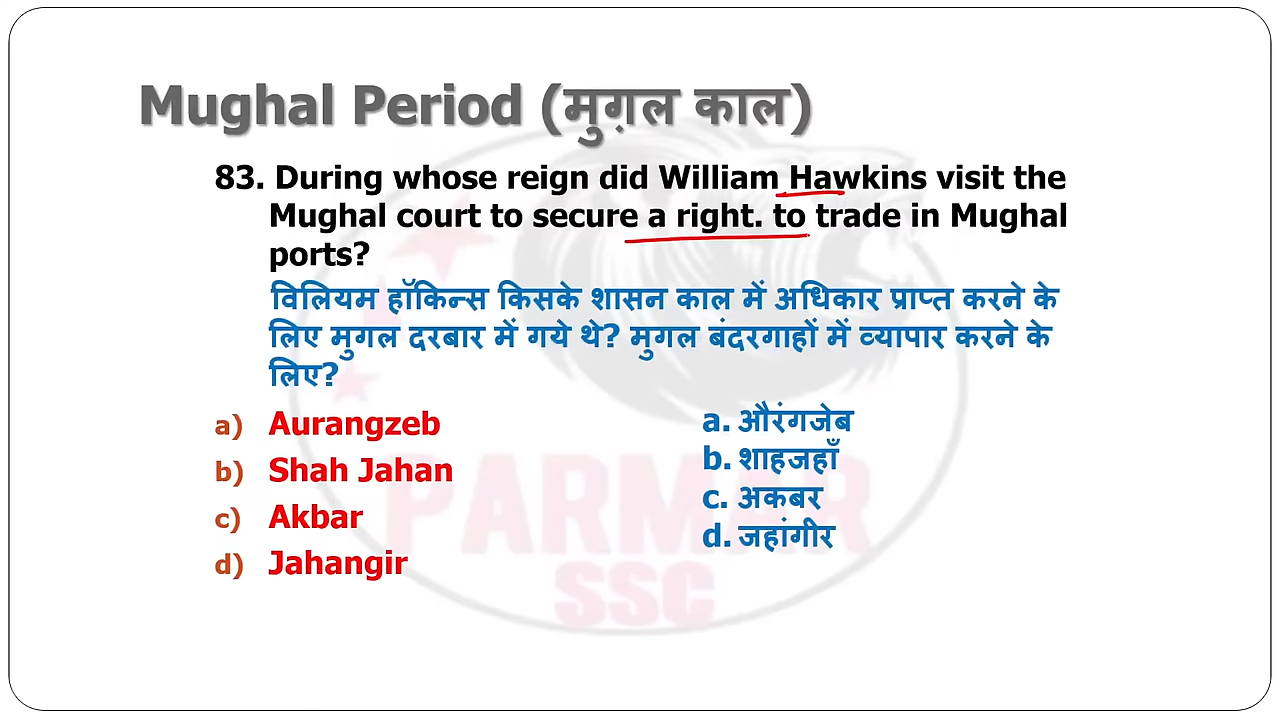 Mughal Period (मुग़ल काल)
83. During whose reign did William Hawkins visit the
Mughal court to secure a right. to trade in Mughal
ports?
विलियम हॉकिन्स किसके शासन काल में अधिकार प्राप्त करने के
लिए मुगल दरबार में गये थे? मुगल बंदरगाहों में व्यापार करने के
लिए?
a) Aurangzeb
b) Shah Jahan
c) Akbar
d) Jahangir
a. औरंगजेब
b. शाहजहाँ
c. अकबर
d. जहांगीर
PARMAR
SSC